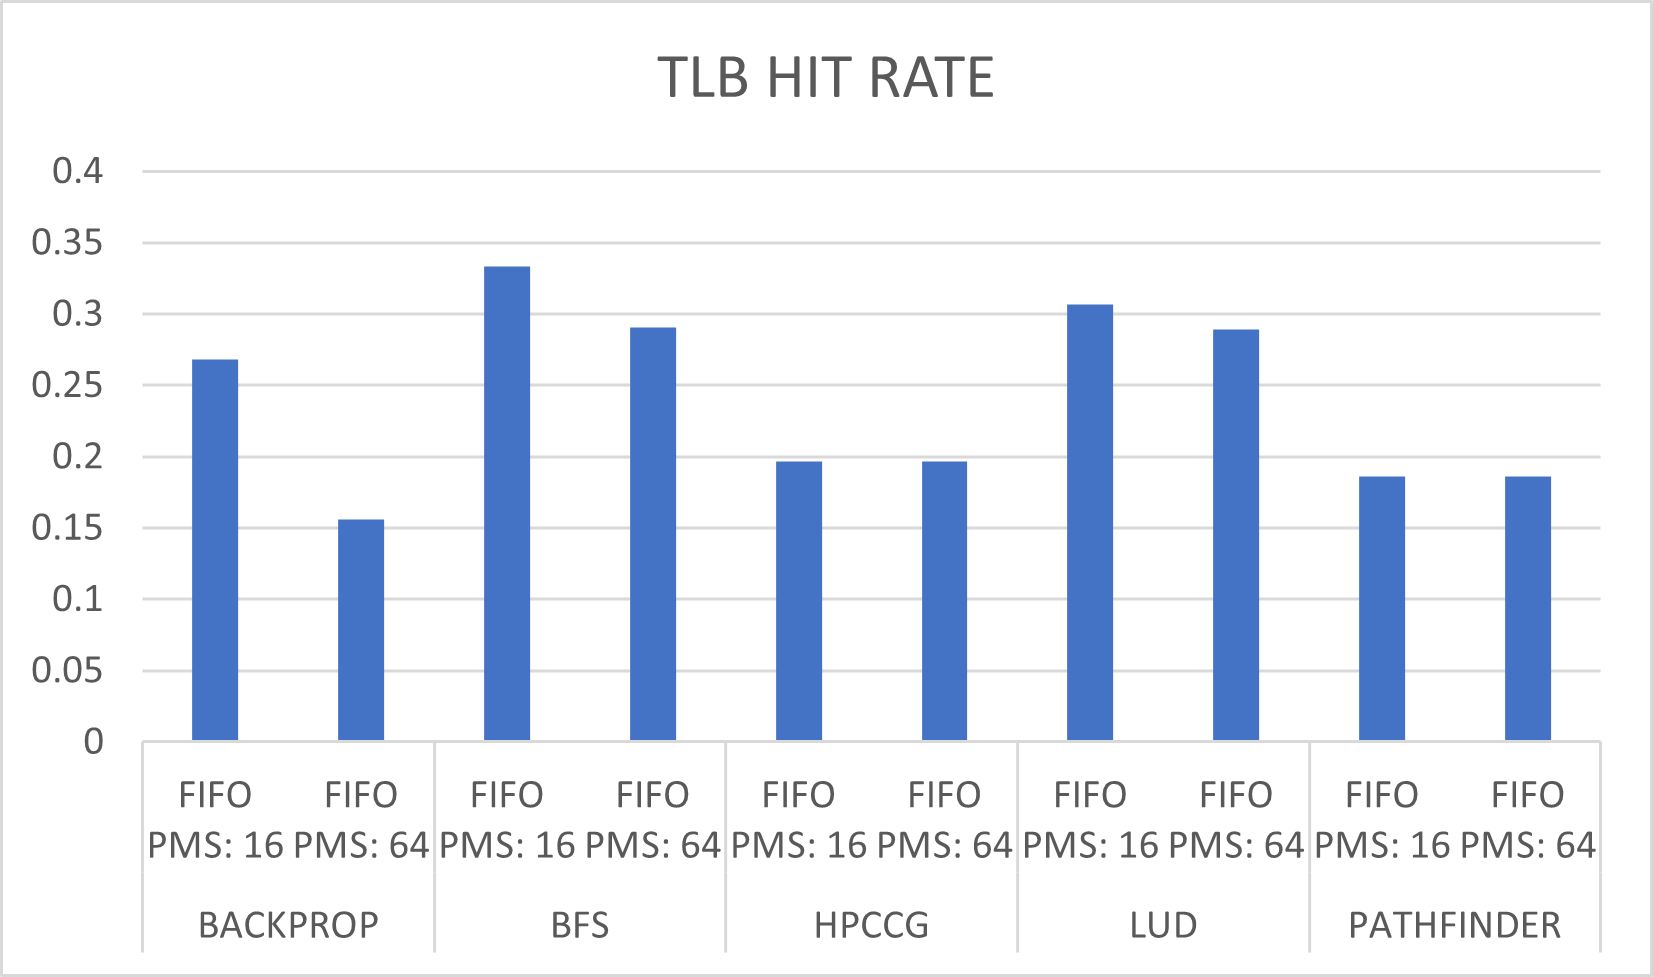 TLB HIT RATE
0.4
0.35
0.3
0.25
0.2
0.15
0.1
0.05
0
FIFO FIFO FIFO FIFO FIFO FIFO FIFO FIFO FIFO FIFO
PMS: 16 PMS: 64 PMS: 16 PMS: 64 PMS: 16 PMS: 64 PMS: 16 PMS: 64 PMS: 16 PMS: 64
BACKPROP BFS HPCCG LUD PATHFINDER